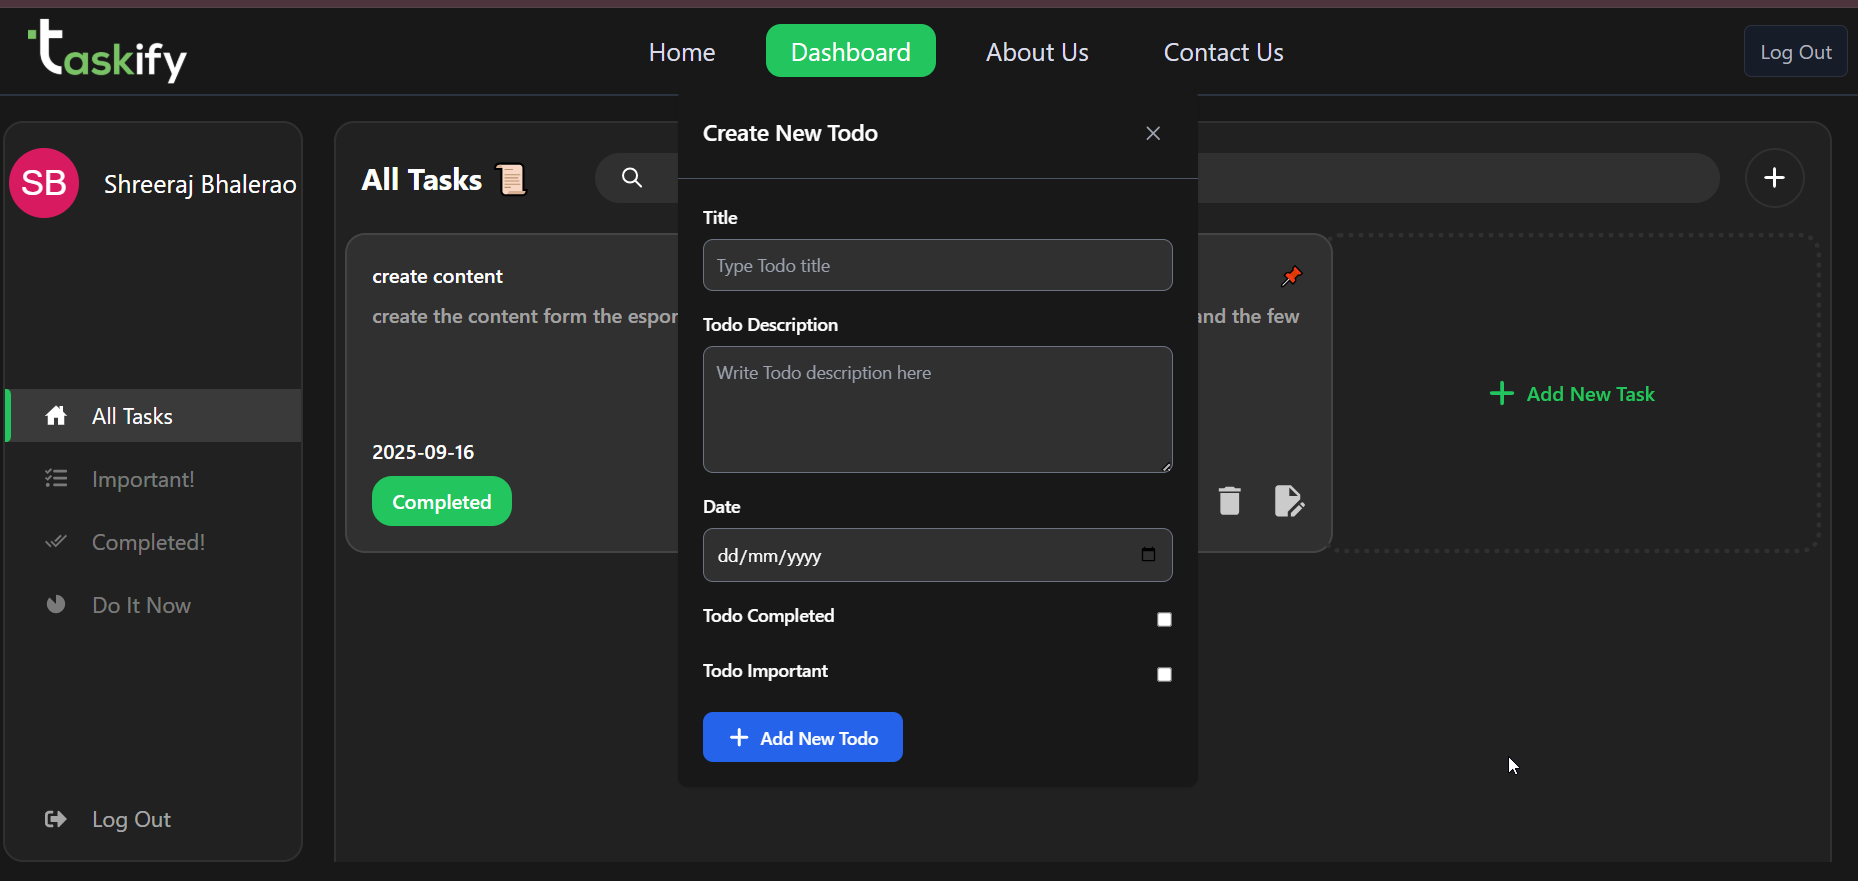 taskify
Home
Dashboard
About Us
Contact Us
Log Out
SB
Shreeraj Bhalerao
All Tasks
Important!
Completed!
Do It Now
Log Out
All Tasks
create content
create the content form the espor
and the few
2025-09-16
Completed
Add New Task
Create New Todo
Title
Type Todo title
Todo Description
Write Todo description here
Date
dd/mm/yyyy
Todo Completed
Todo Important
Add New Todo